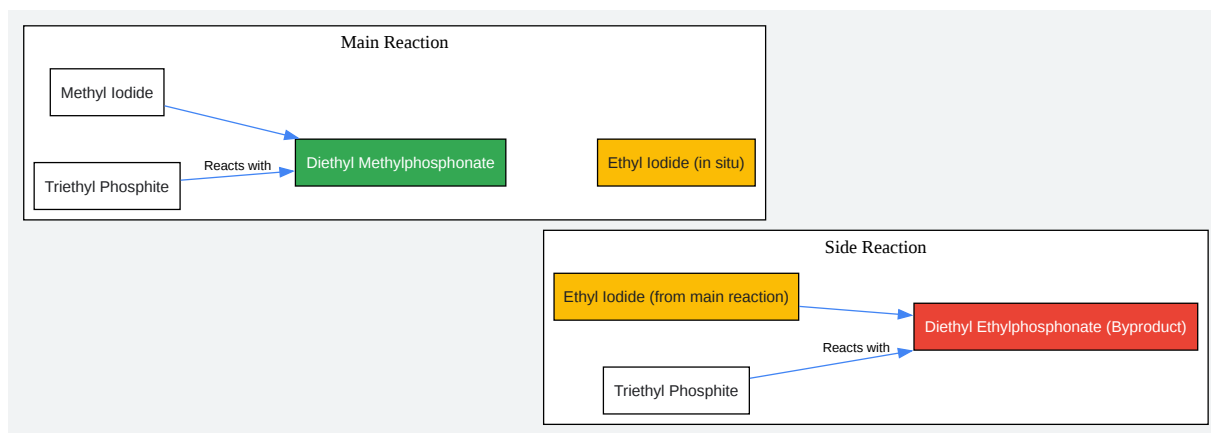 Main Reaction
Methyl Iodide
Reacts with
Triethyl Phosphite
Diethyl Methylphosphonate
Ethyl Iodide (in situ)
Side Reaction
Ethyl Iodide (from main reaction)
Reacts with
Triethyl Phosphite
Diethyl Ethylphosphonate (Byproduct)